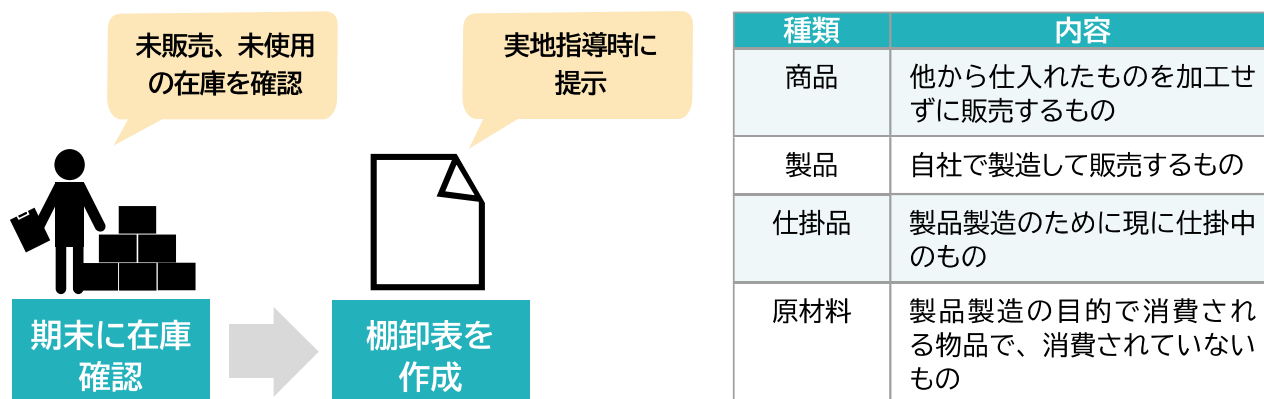 未販売、未使用
の在庫を確認
実地指導時に
提示
期末に在庫
確認
棚卸表を
作成
種類
内容
商品
他から仕入れたものを加工せ
ずに販売するもの
製品
自社で製造して販売するもの
仕掛品
製品製造のために現に仕掛中
のもの
原材料
製品製造の目的で消費され
る物品で、消費されていない
もの